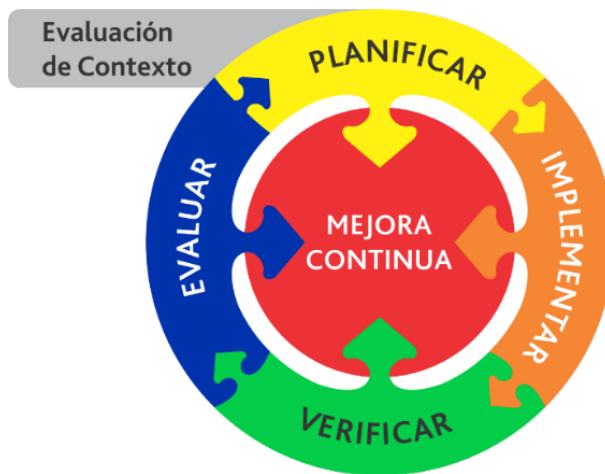 Evaluación
de Contexto
PLANIFICAR
IMPLEMENTAR
VERIFICAR
EVALUAR
MEJORA
CONTINUA